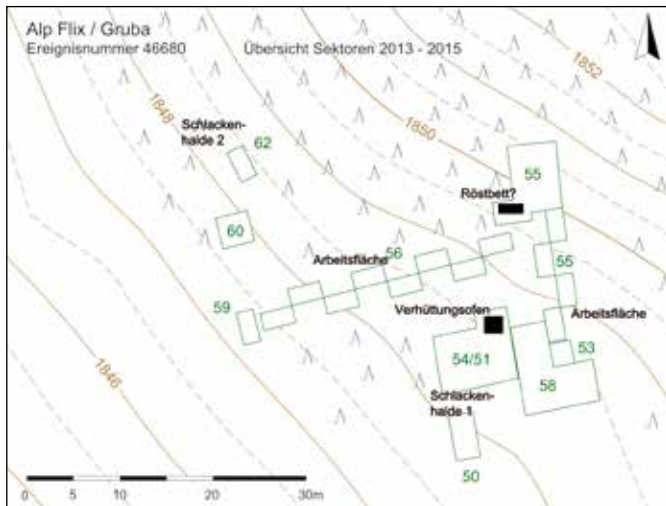 Alp Flix / Gruba
Ereignisnummer 46680
Übersicht Sektoren 2013 - 2015
1852
1848
1850
Schlacken-
halde 2
62
55
Röstbett?
60
56
Arbeitsfläche
55
59
Verhüttungsofen
Arbeitsfläche
53
54/51
1846
58
Schlacken-
halde 1
50
0 5 10 20 30m